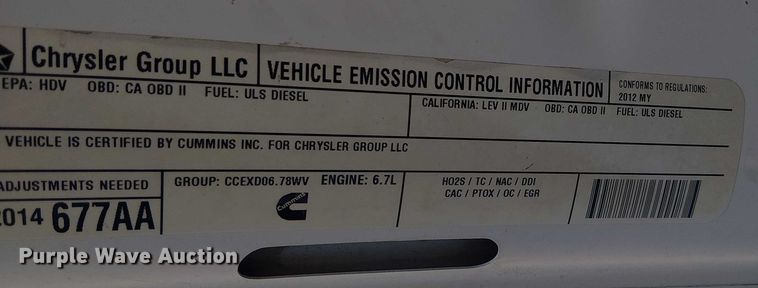 Chrysler Group LLC
VEHICLE EMISSION CONTROL INFORMATION
CONFORMS TO REGULATIONS:
2012 MY
EPA: HDV OBD: CA OBD II FUEL: ULS DIESEL
CALIFORNIA: LEV II MDV OBD: CA OBD II FUEL: ULS DIESEL
VEHICLE IS CERTIFIED BY CUMMINS INC. FOR CHRYSLER GROUP LLC
ADJUSTMENTS NEEDED
2014 677AA
GROUP: CCEXD06.78WV ENGINE: 6.7L
Cummins
HO2S / TC / NAC / DDI
CAC / PTOX / OC / EGR
Purple Wave Auction